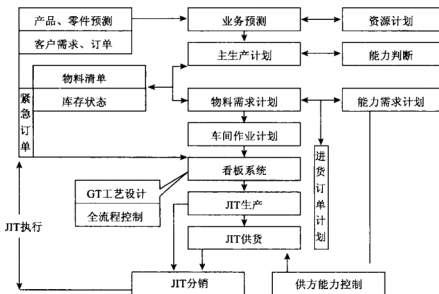 产品、零件预测
业务预测
资源计划
客户需求、订单
主生产计划
能力判断
物料清单
库存状态
紧急订单
物料需求计划
能力需求计划
车间作业计划
看板系统
进货订单计划
GT工艺设计
全流程控制
JIT生产
JIT执行
JIT供货
JIT分销
供方能力控制